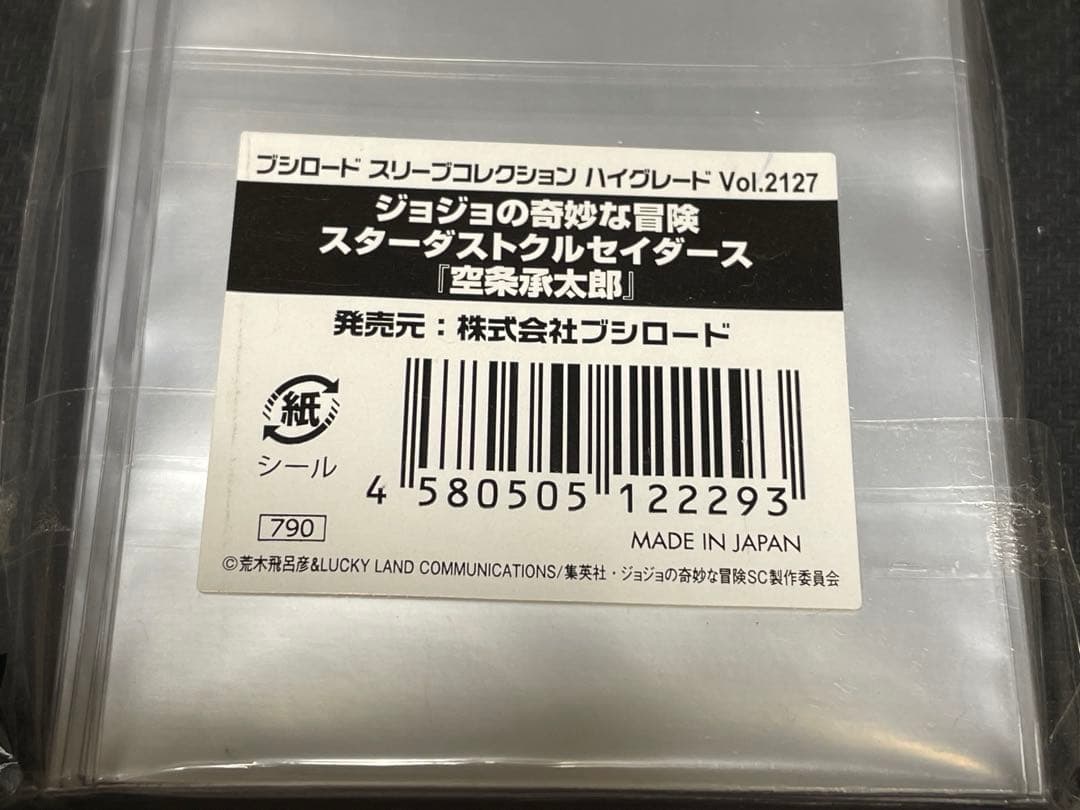 ブシロード スリーブコレクション ハイグレード Vol.2127
ジョジョの奇妙な冒険
スターダストクルセイダース
『空条承太郎』
発売元：株式会社ブシロード
紙
シール
4 580505 122293
790
MADE IN JAPAN
©荒木飛呂彦&LUCKY LAND COMMUNICATIONS/集英社・ジョジョの奇妙な冒険SC製作委員会